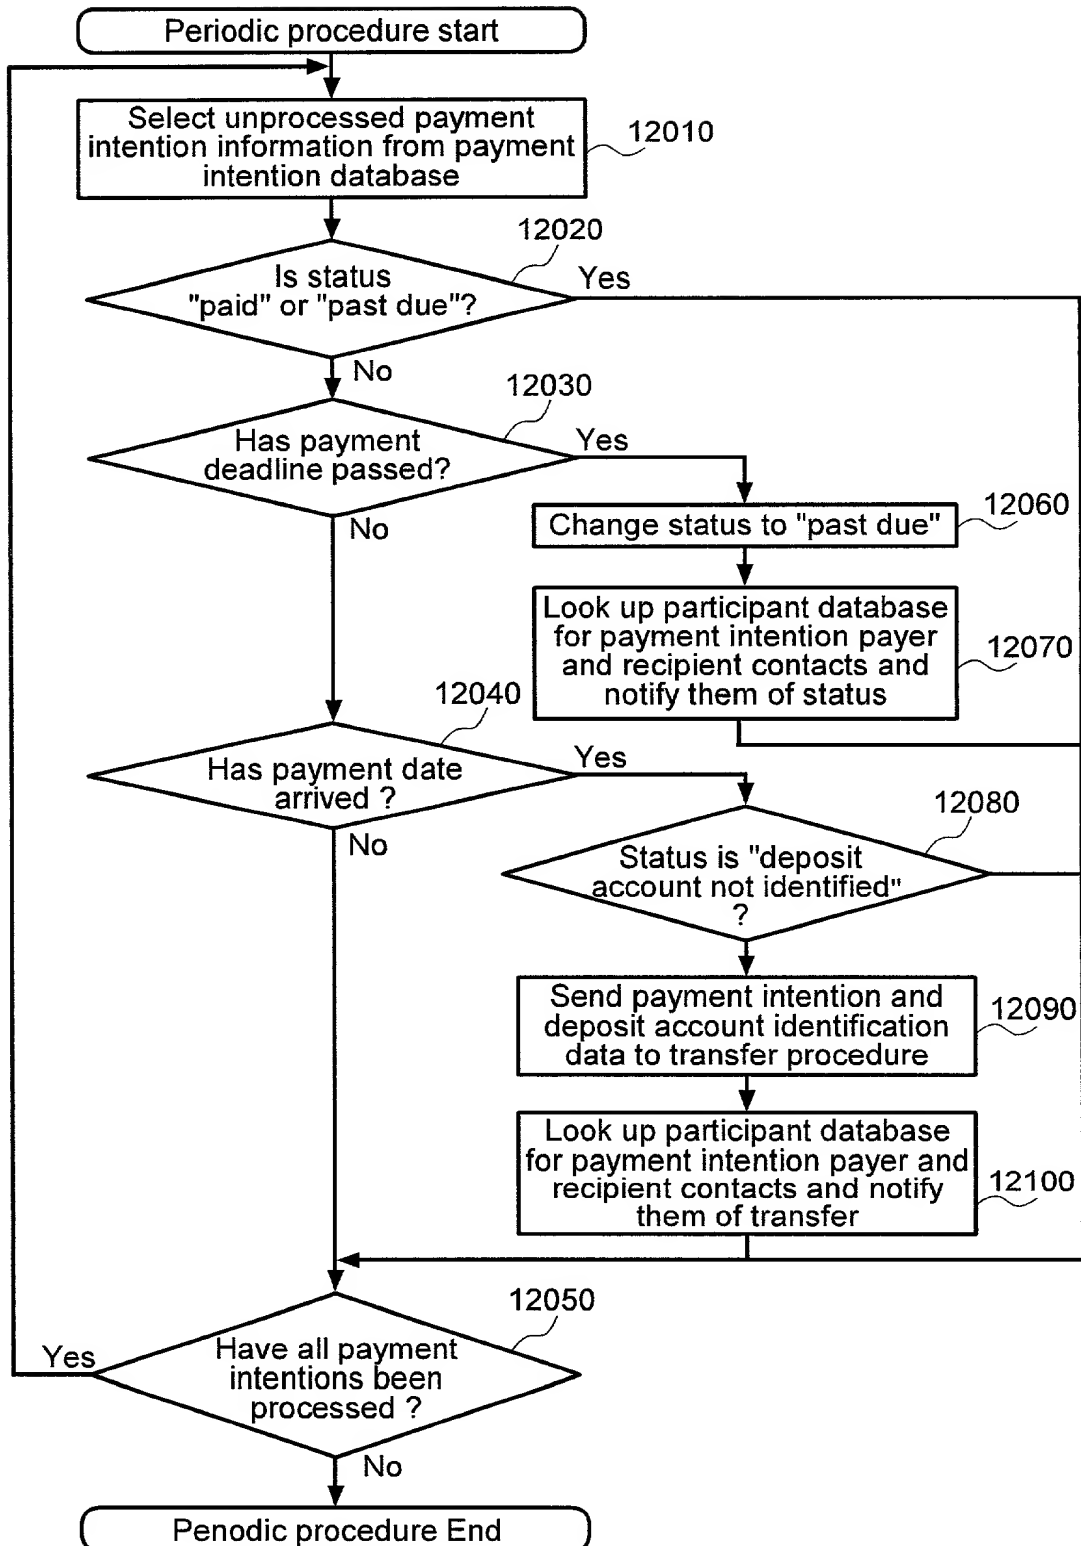 Periodic procedure start
Select unprocessed payment
intention information from payment
intention database
12010
12020
Is status
"paid" or "past due"?
Yes
No
12030
Has payment
deadline passed?
Yes
No
12060
Change status to "past due"
Look up participant database
for payment intention payer
and recipient contacts and
notify them of status
12070
12040
Has payment date
arrived ?
Yes
No
12080
Status is "deposit
account not identified"
?
Send payment intention and
deposit account identification
data to transfer procedure
12090
Look up participant database
for payment intention payer and
recipient contacts and notify
them of transfer
12100
12050
Have all payment
intentions been
processed ?
Yes
No
Penodic procedure End